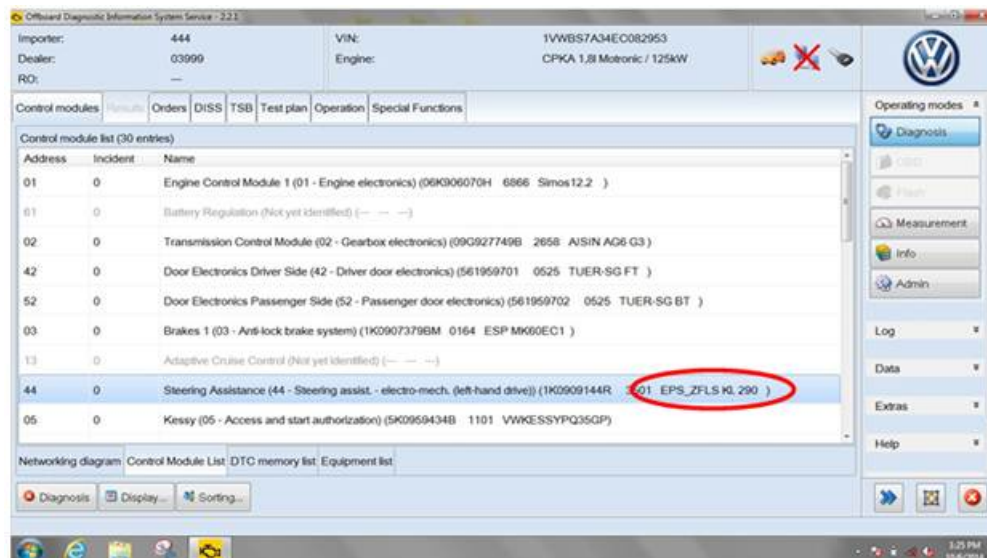 Offboard Diagnostic Information System Service - 2.2.1
Importer: 444 VIN: 1VWBS7A34EC082953
Dealer: 03999 Engine: CPKA 1,8l Motronic / 125kW
RO: ---
Control modules Results Orders DISS TSB Test plan Operation Special Functions
Operating modes
Control module list (30 entries)
Diagnosis
Address Incident Name
OBD
01 0 Engine Control Module 1 (01 - Engine electronics) (06K906070H 6866 Simos12.2 )
Flash
61 0 Battery Regulation (Not yet identified) (--- --- ---)
Measurement
02 0 Transmission Control Module (02 - Gearbox electronics) (09G927749B 2658 AISIN AG6 G3 )
Info
42 0 Door Electronics Driver Side (42 - Driver door electronics) (561959701 0525 TUER-SG FT )
Admin
52 0 Door Electronics Passenger Side (52 - Passenger door electronics) (561959702 0525 TUER-SG BT )
03 0 Brakes 1 (03 - Anti-lock brake system) (1K0907379BM 0164 ESP MK60EC1 )
Log
13 0 Adaptive Cruise Control (Not yet identified) (--- --- ---)
Data
44 0 Steering Assistance (44 - Steering assist. - electro-mech. (left-hand drive)) (1K0909144R EPS_ZFLS Kl. 290 )
Extras
05 0 Kessy (05 - Access and start authorization) (5K0959434B 1101 VWKESSYPQ35GP)
Help
Networking diagram Control Module List DTC memory list Equipment list
Diagnosis Display... Sorting...
3:25 PM